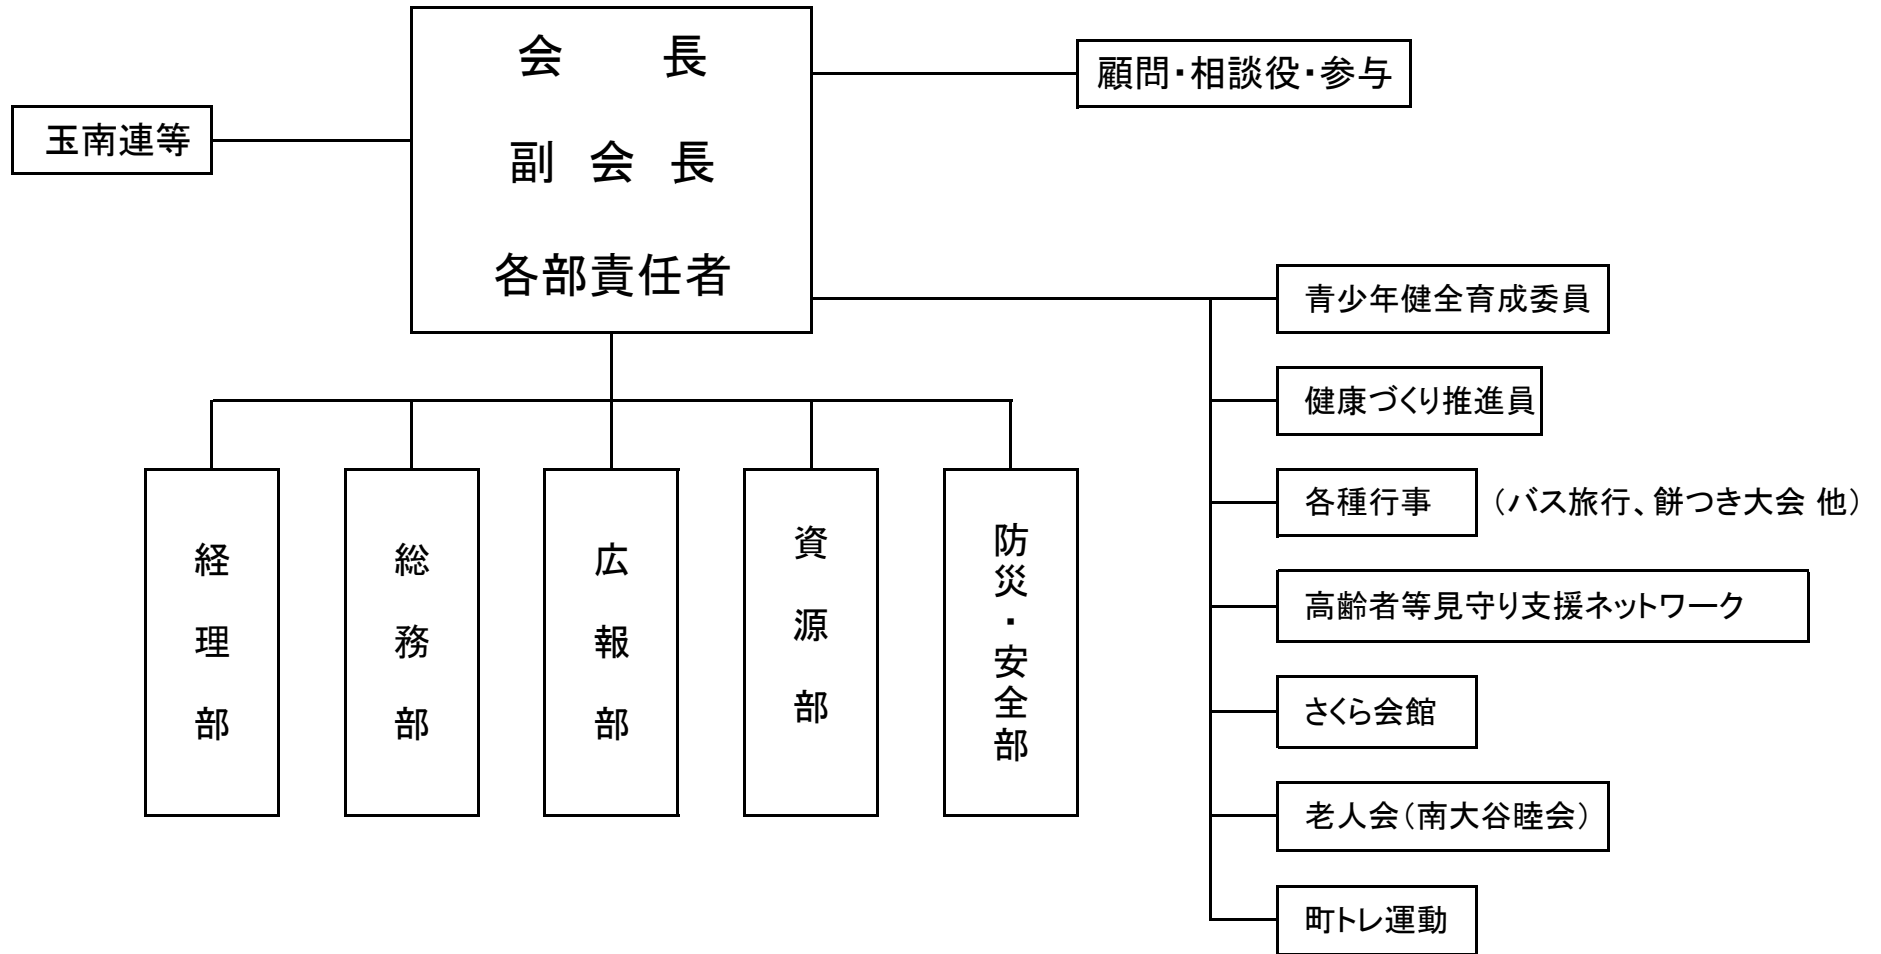 会　　長
副 会 長
各部責任者
顧問・相談役・参与
玉南連等
経理部
総務部
広報部
資源部
防災・安全部
青少年健全育成委員
健康づくり推進員
各種行事 （バス旅行、餅つき大会 他）
高齢者等見守り支援ネットワーク
さくら会館
老人会（南大谷睦会）
町トレ運動